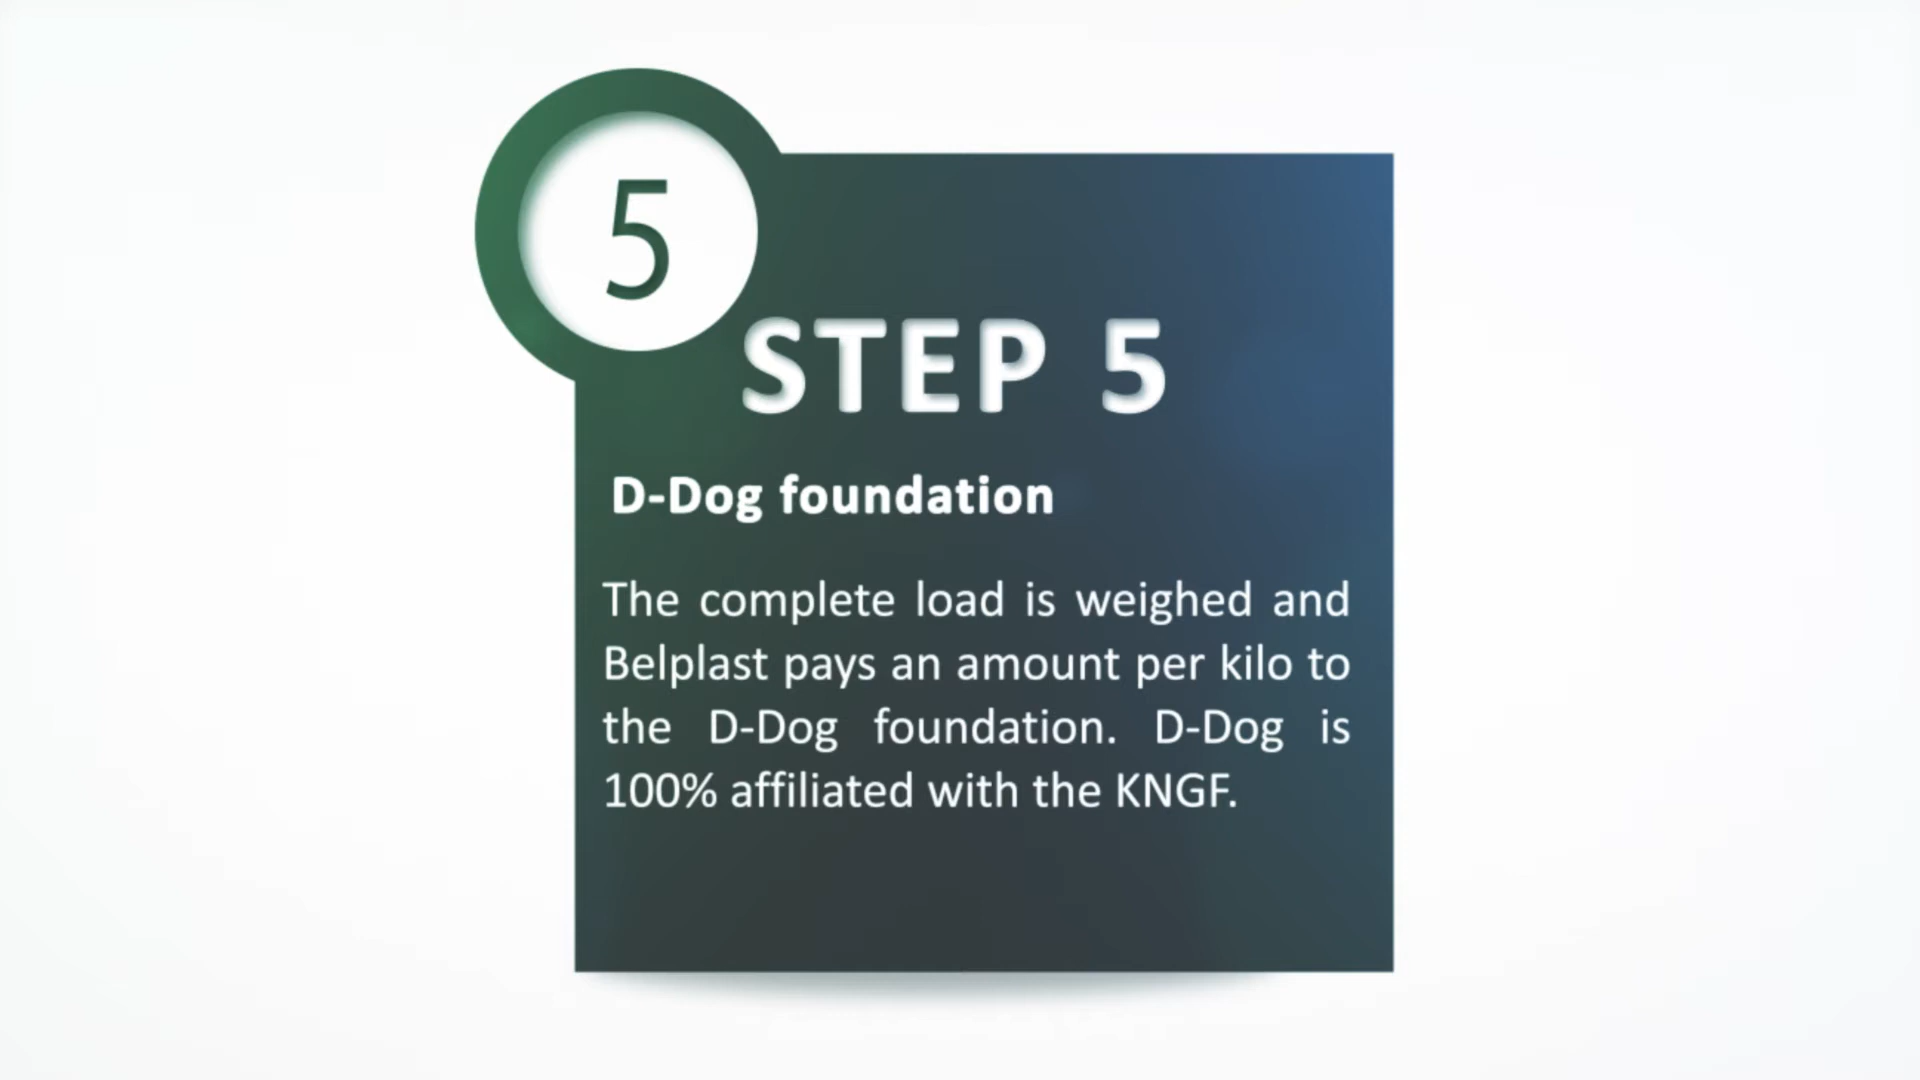 5
STEP 5
D-Dog foundation
The complete load is weighed and
Belplast pays an amount per kilo to
the D-Dog foundation. D-Dog is
100% affiliated with the KNGF.